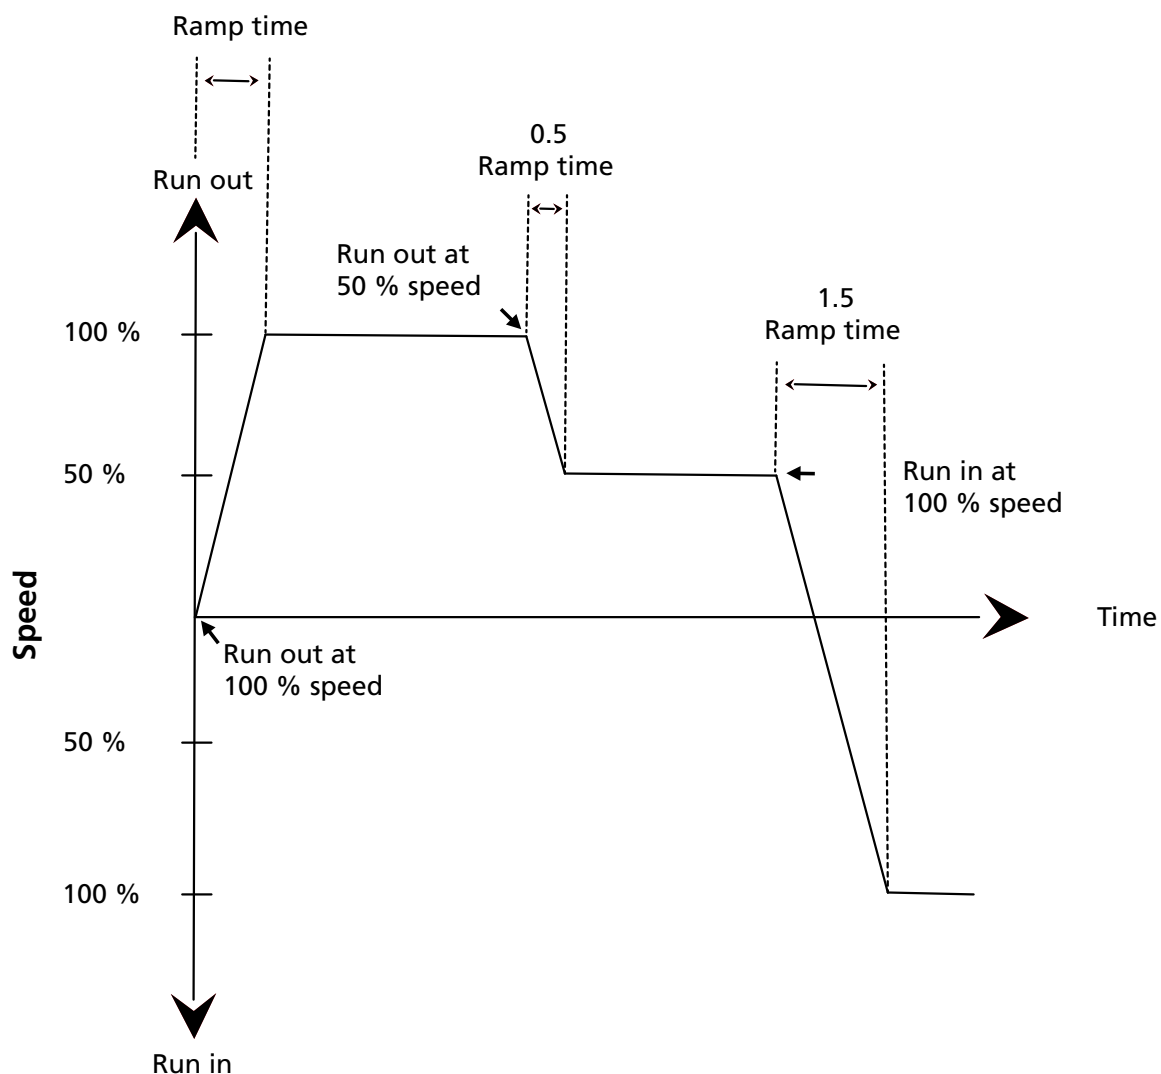 Ramp time
0.5
Ramp time
Run out
Run out at
50 % speed
1.5
Ramp time
100 %
50 %
Run in at
100 % speed
Speed
Time
Run out at
100 % speed
50 %
100 %
Run in